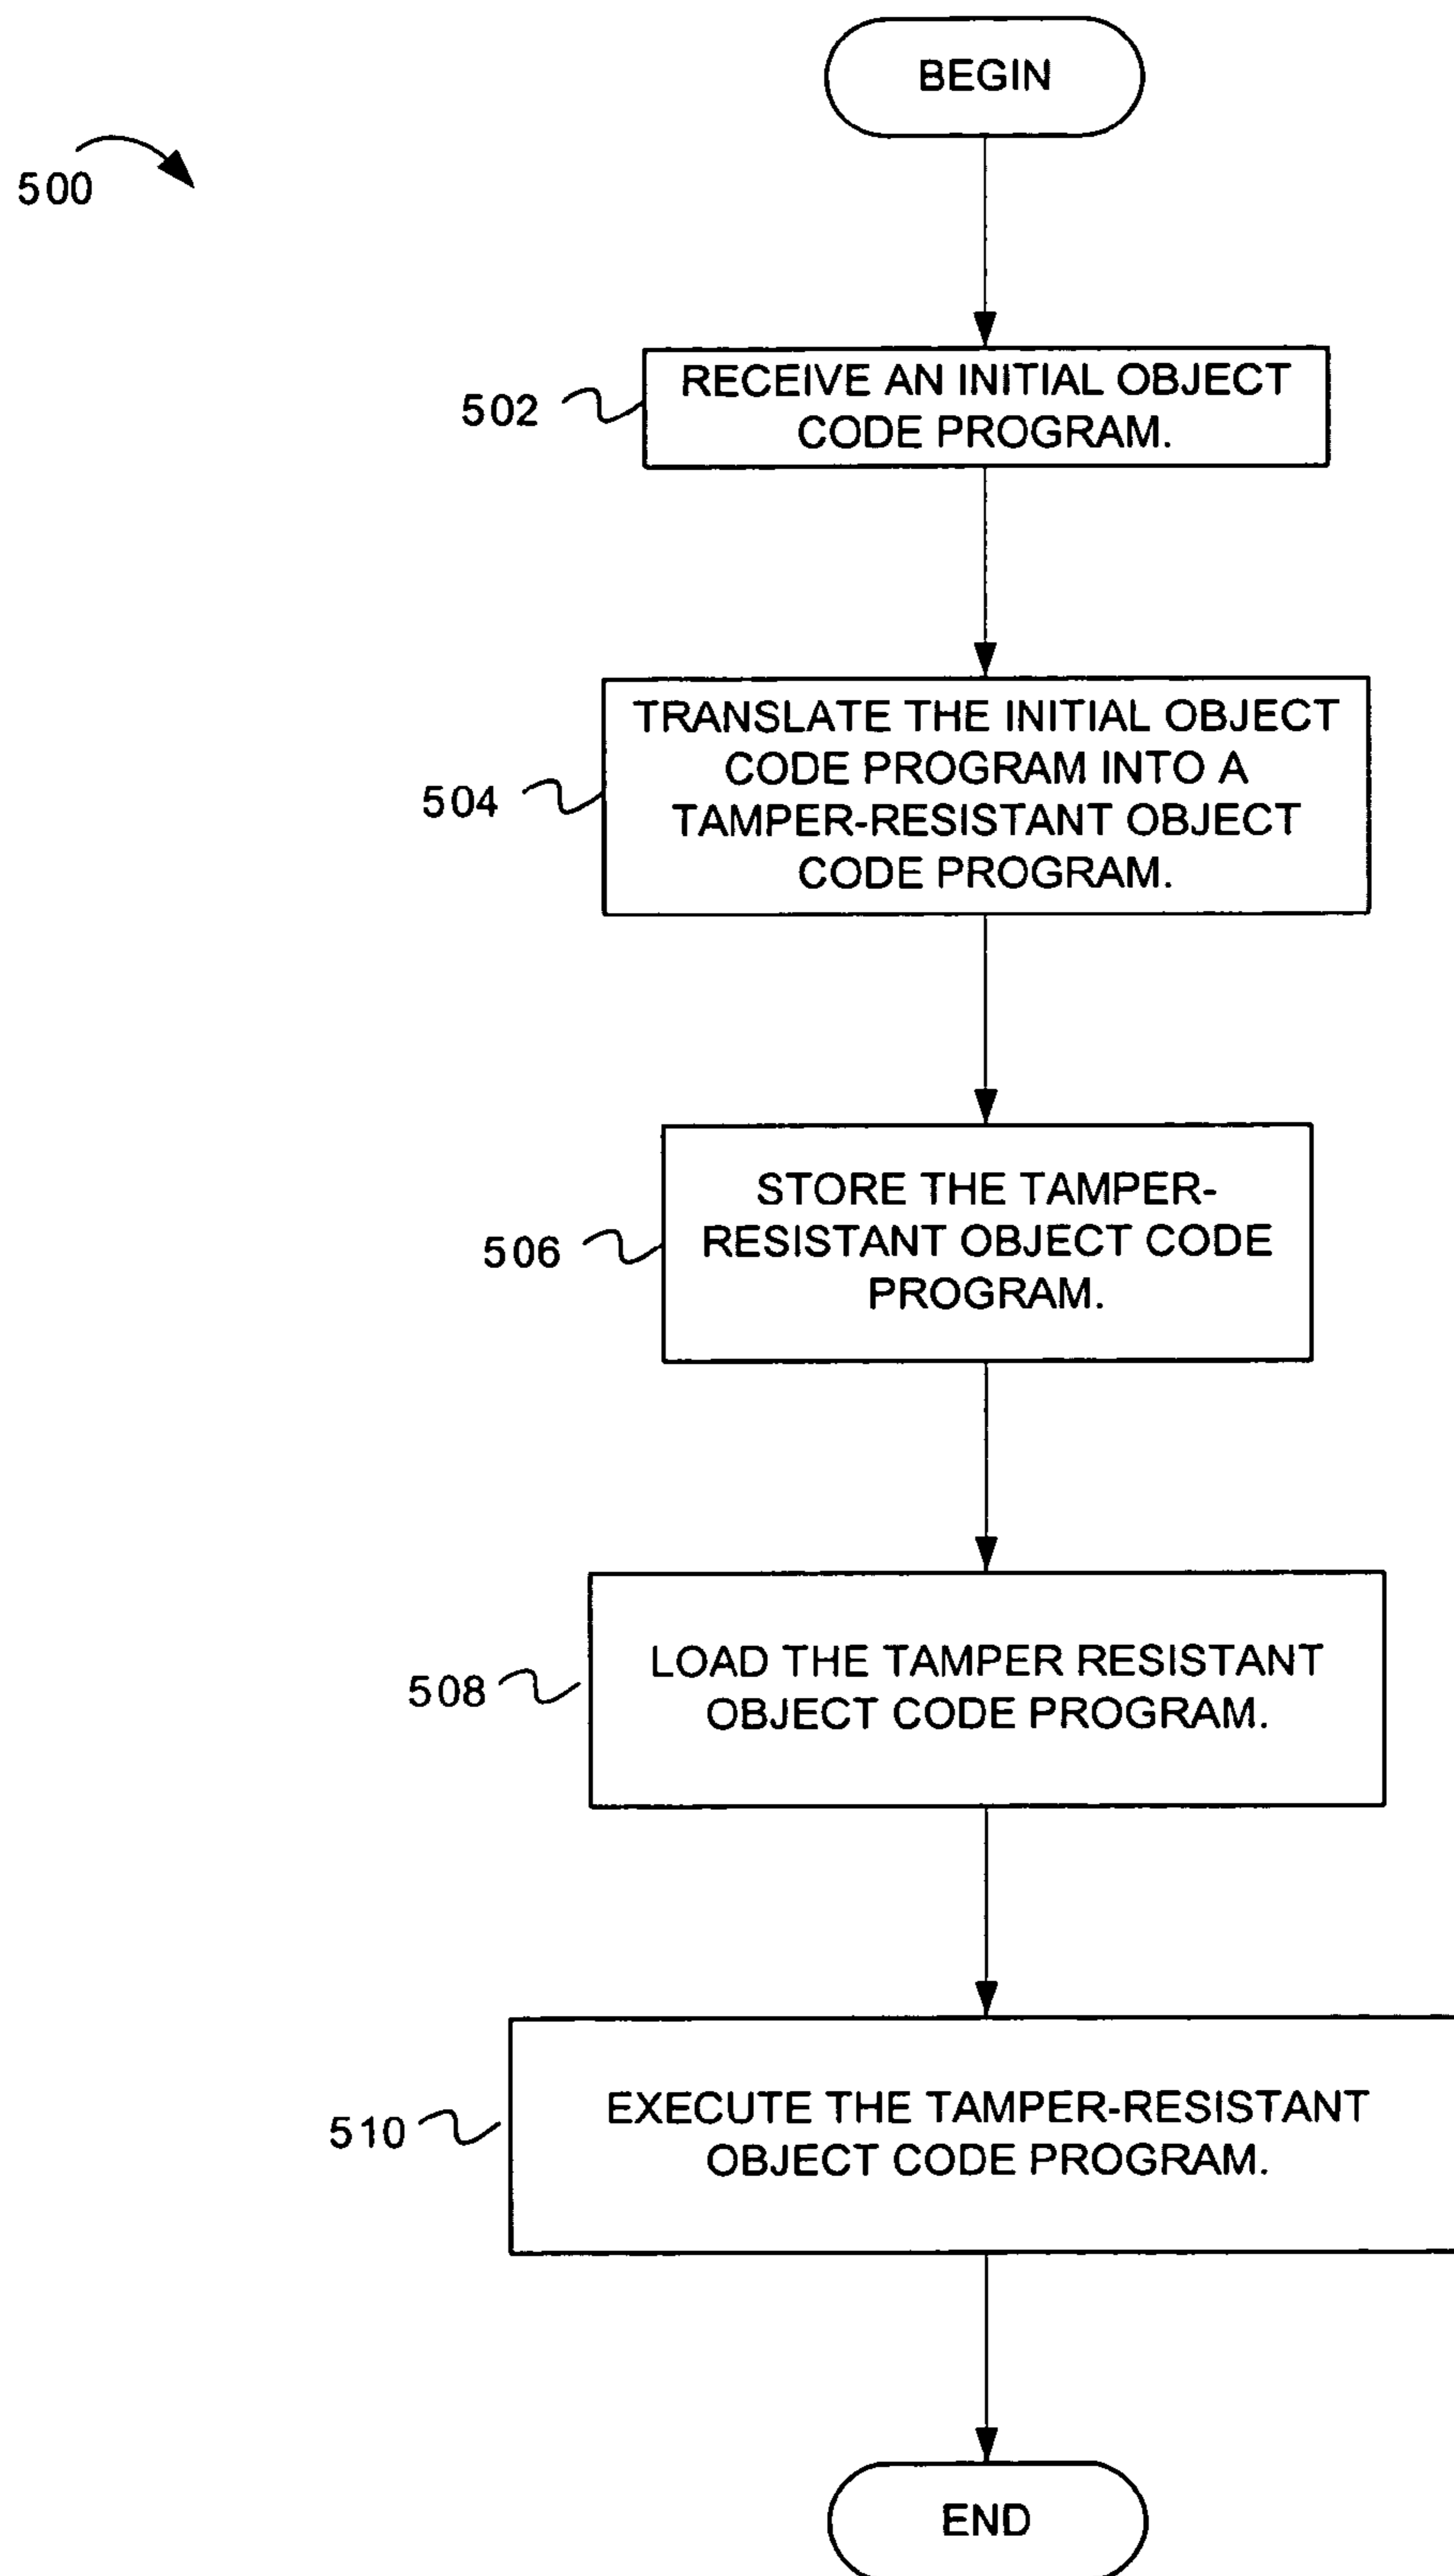 BEGIN
500
502
RECEIVE AN INITIAL OBJECT
CODE PROGRAM.
504
TRANSLATE THE INITIAL OBJECT
CODE PROGRAM INTO A
TAMPER-RESISTANT OBJECT
CODE PROGRAM.
506
STORE THE TAMPER-
RESISTANT OBJECT CODE
PROGRAM.
508
LOAD THE TAMPER RESISTANT
OBJECT CODE PROGRAM.
510
EXECUTE THE TAMPER-RESISTANT
OBJECT CODE PROGRAM.
END